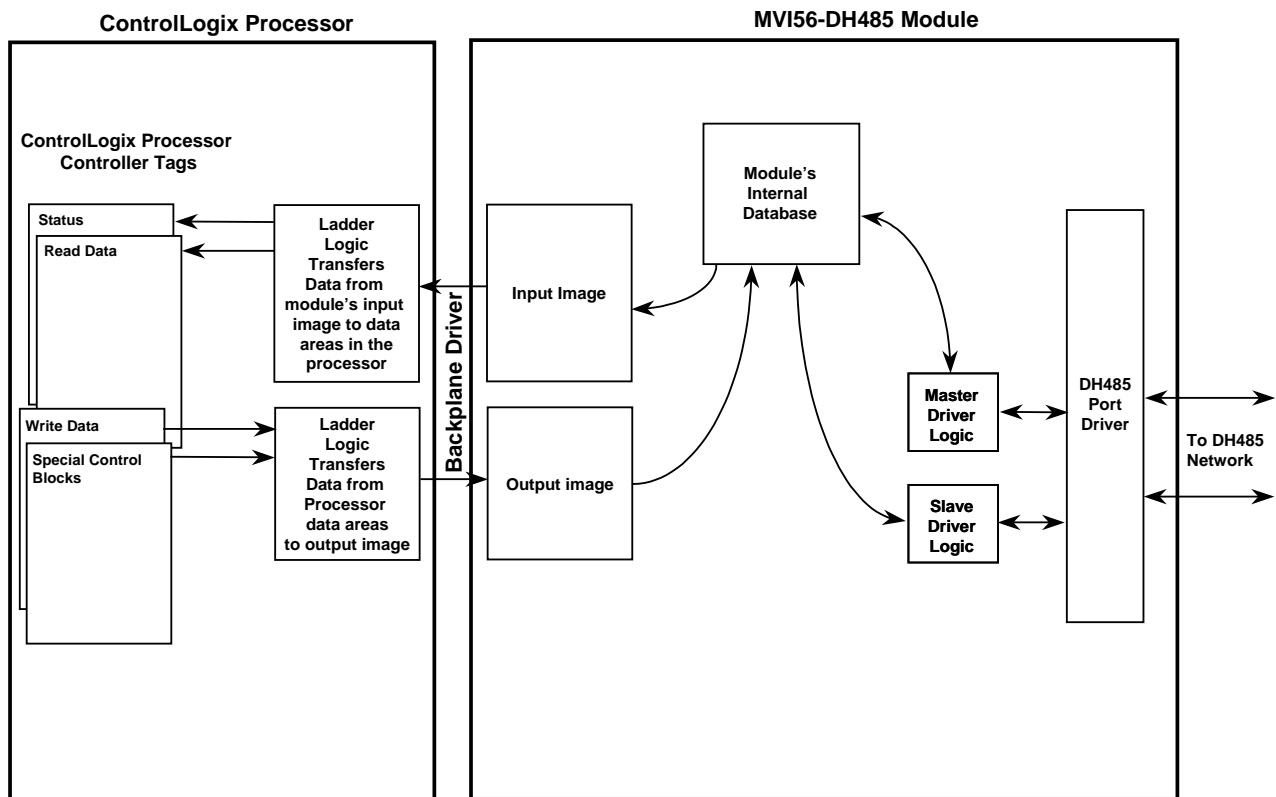 ControlLogix Processor
MVI56-DH485 Module
ControlLogix Processor
Controller Tags
Status
Read Data
Write Data
Special Control
Blocks
Ladder
Logic
Transfers
Data from
module's input
image to data
areas in the
processor
Ladder
Logic
Transfers
Data from
Processor
data areas
to output image
Backplane Driver
Input Image
Output image
Module's
Internal
Database
Master
Driver
Logic
Slave
Driver
Logic
DH485
Port
Driver
To DH485
Network